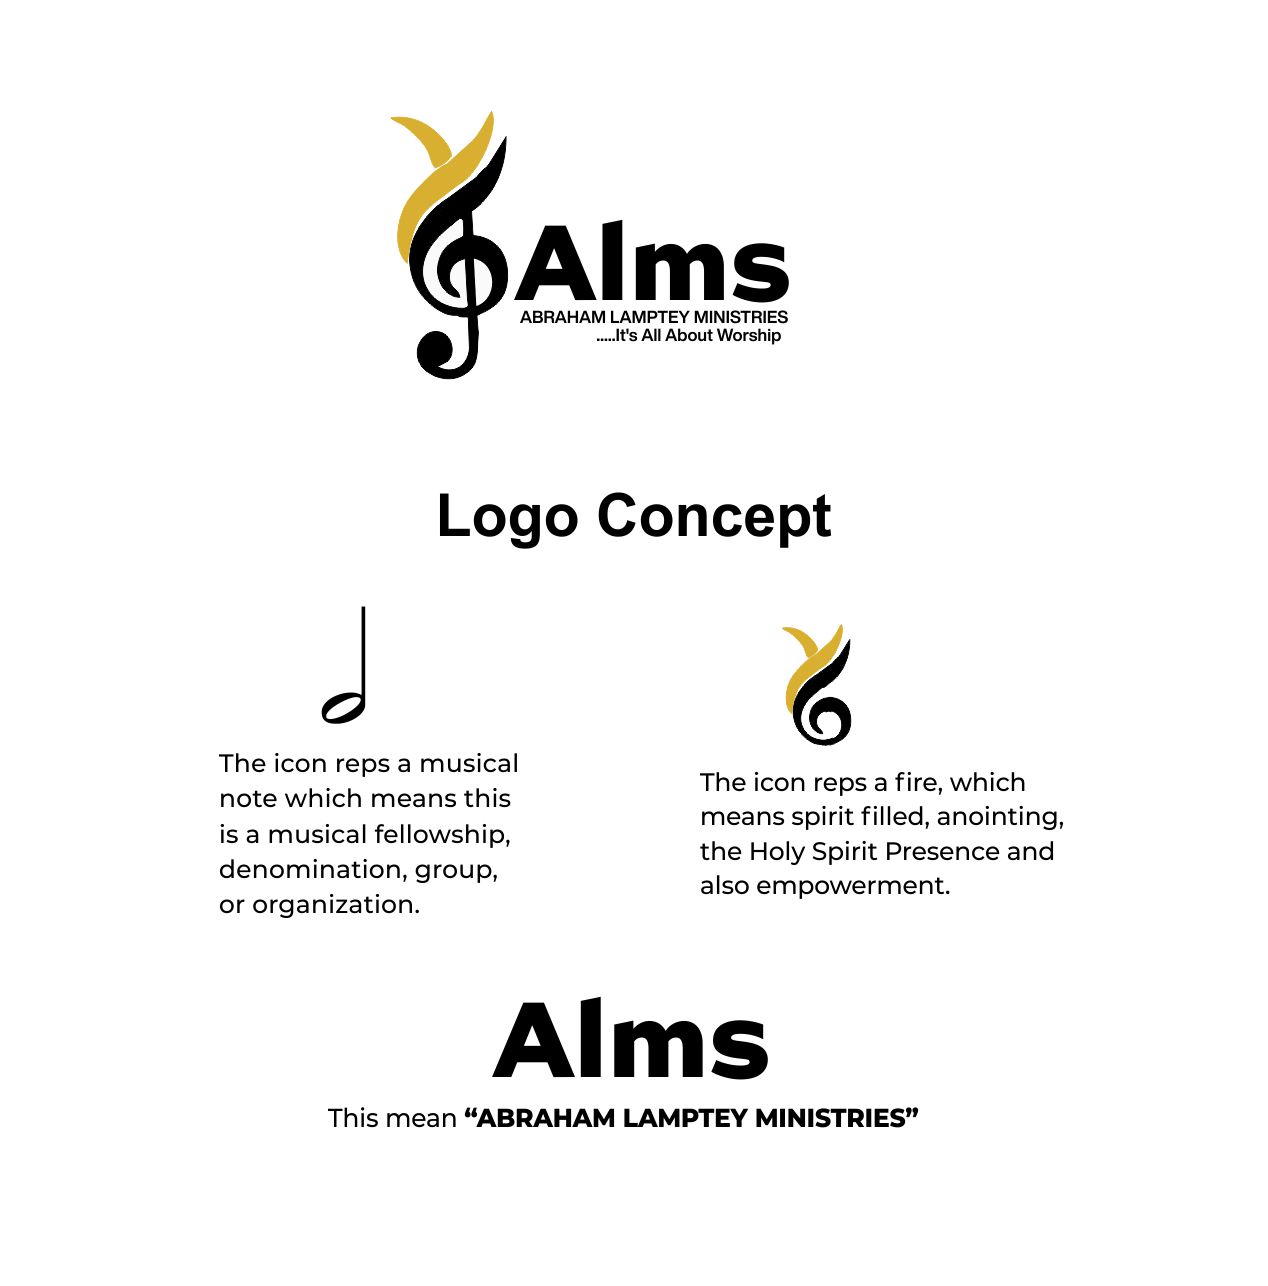 Alms
ABRAHAM LAMPTEY MINISTRIES
.....It's All About Worship
Logo Concept
The icon reps a musical
note which means this
is a musical fellowship,
denomination, group,
or organization.
The icon reps a fire, which
means spirit filled, anointing,
the Holy Spirit Presence and
also empowerment.
Alms
This mean “ABRAHAM LAMPTEY MINISTRIES”